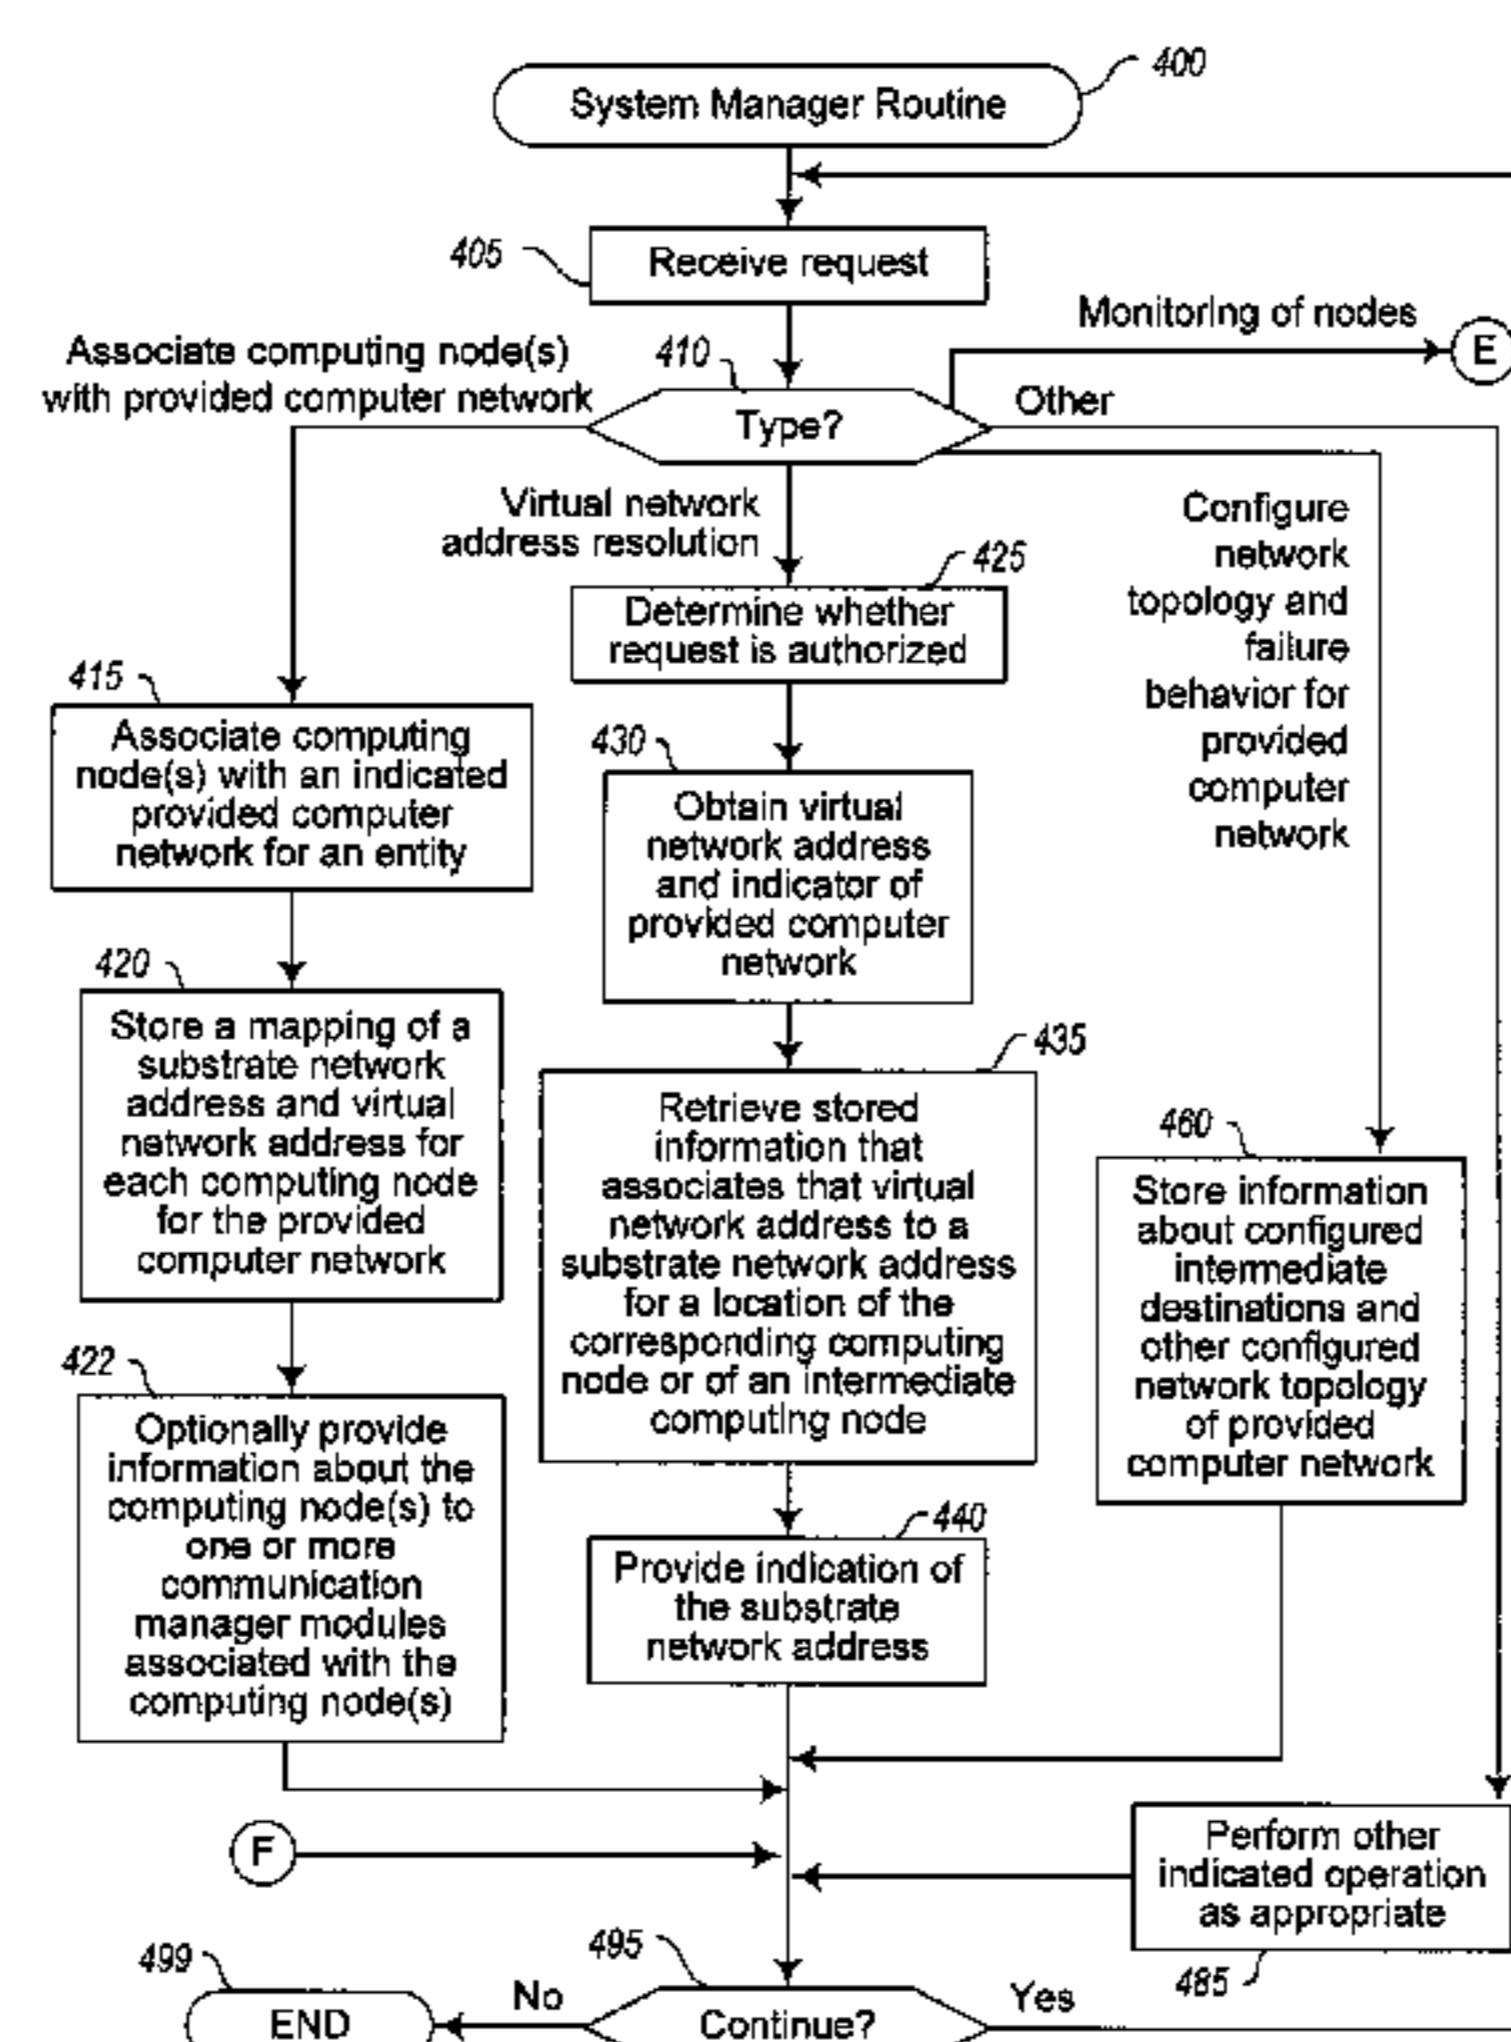 400
System Manager Routine
405
Receive request
Monitoring of nodes
E
Associate computing node(s)
with provided computer network
410
Type?
Other
Virtual network
address resolution
Configure
network
topology and
failure
behavior for
provided
computer
network
425
Determine whether
request is authorized
415
Associate computing
node(s) with an indicated
provided computer
network for an entity
430
Obtain virtual
network address
and indicator of
provided computer
network
420
Store a mapping of a
substrate network
address and virtual
network address for
each computing node
for the provided
computer network
435
Retrieve stored
information that
associates that virtual
network address to a
substrate network address
for a location of the
corresponding computing
node or of an intermediate
computing node
460
Store information
about configured
intermediate
destinations and
other configured
network topology
of provided
computer network
422
Optionally provide
information about the
computing node(s) to
one or more
communication
manager modules
associated with the
computing node(s)
440
Provide indication of
the substrate
network address
F
Perform other
indicated operation
as appropriate
485
495
Continue?
Yes
No
499
END